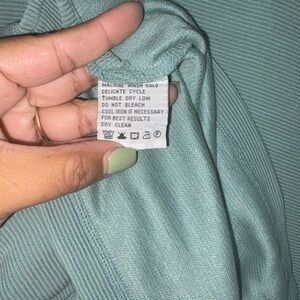 MACHINE WASH COLD
DELICATE CYCLE
TUMBLE DRY LOW
DO NOT BLEACH
COOL IRON IF NECESSARY
FOR BEST RESULTS
DRY CLEAN